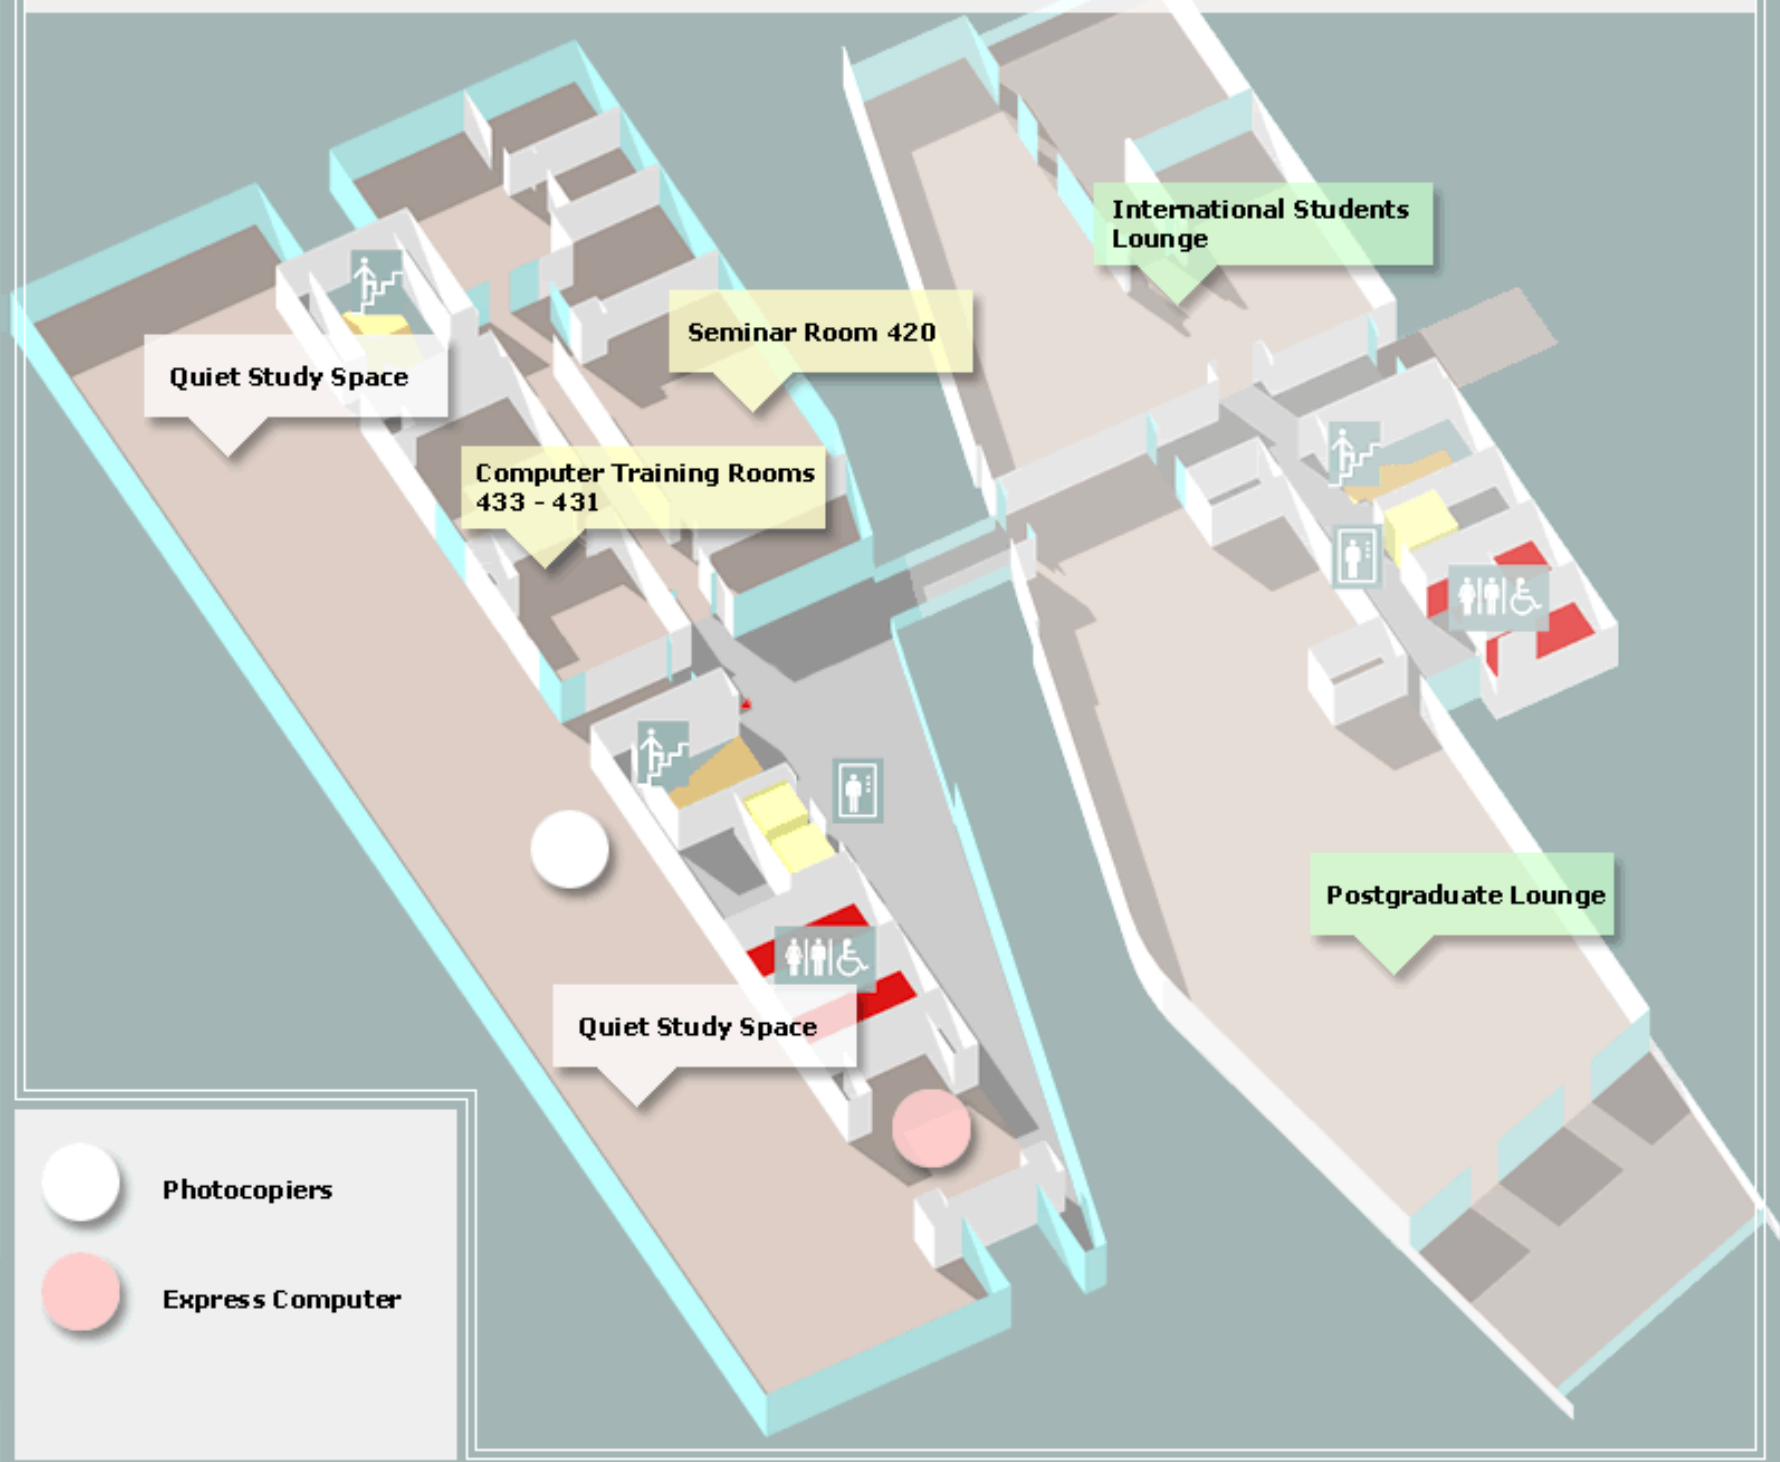 International Students
Lounge
Seminar Room 420
Quiet Study Space
Computer Training Rooms
433 - 431
Postgraduate Lounge
Quiet Study Space
Photocopiers
Express Computer